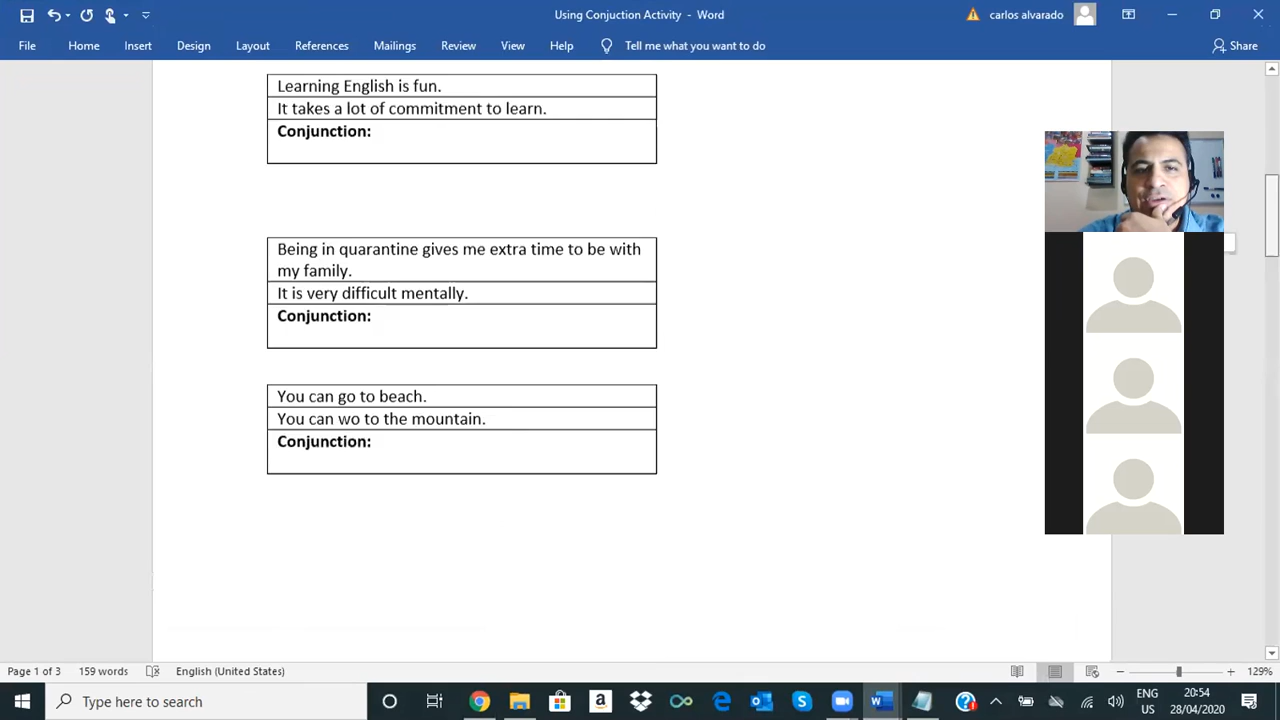 Using Conjuction Activity - Word
carlos alvarado
File Home Insert Design Layout References Mailings Review View Help Tell me what you want to do Share
Learning English is fun.
It takes a lot of commitment to learn.
Conjunction:
Being in quarantine gives me extra time to be with
my family.
It is very difficult mentally.
Conjunction:
You can go to beach.
You can wo to the mountain.
Conjunction:
Page 1 of 3 159 words English (United States) 129%
Type here to search
ENG
US
20:54
28/04/2020